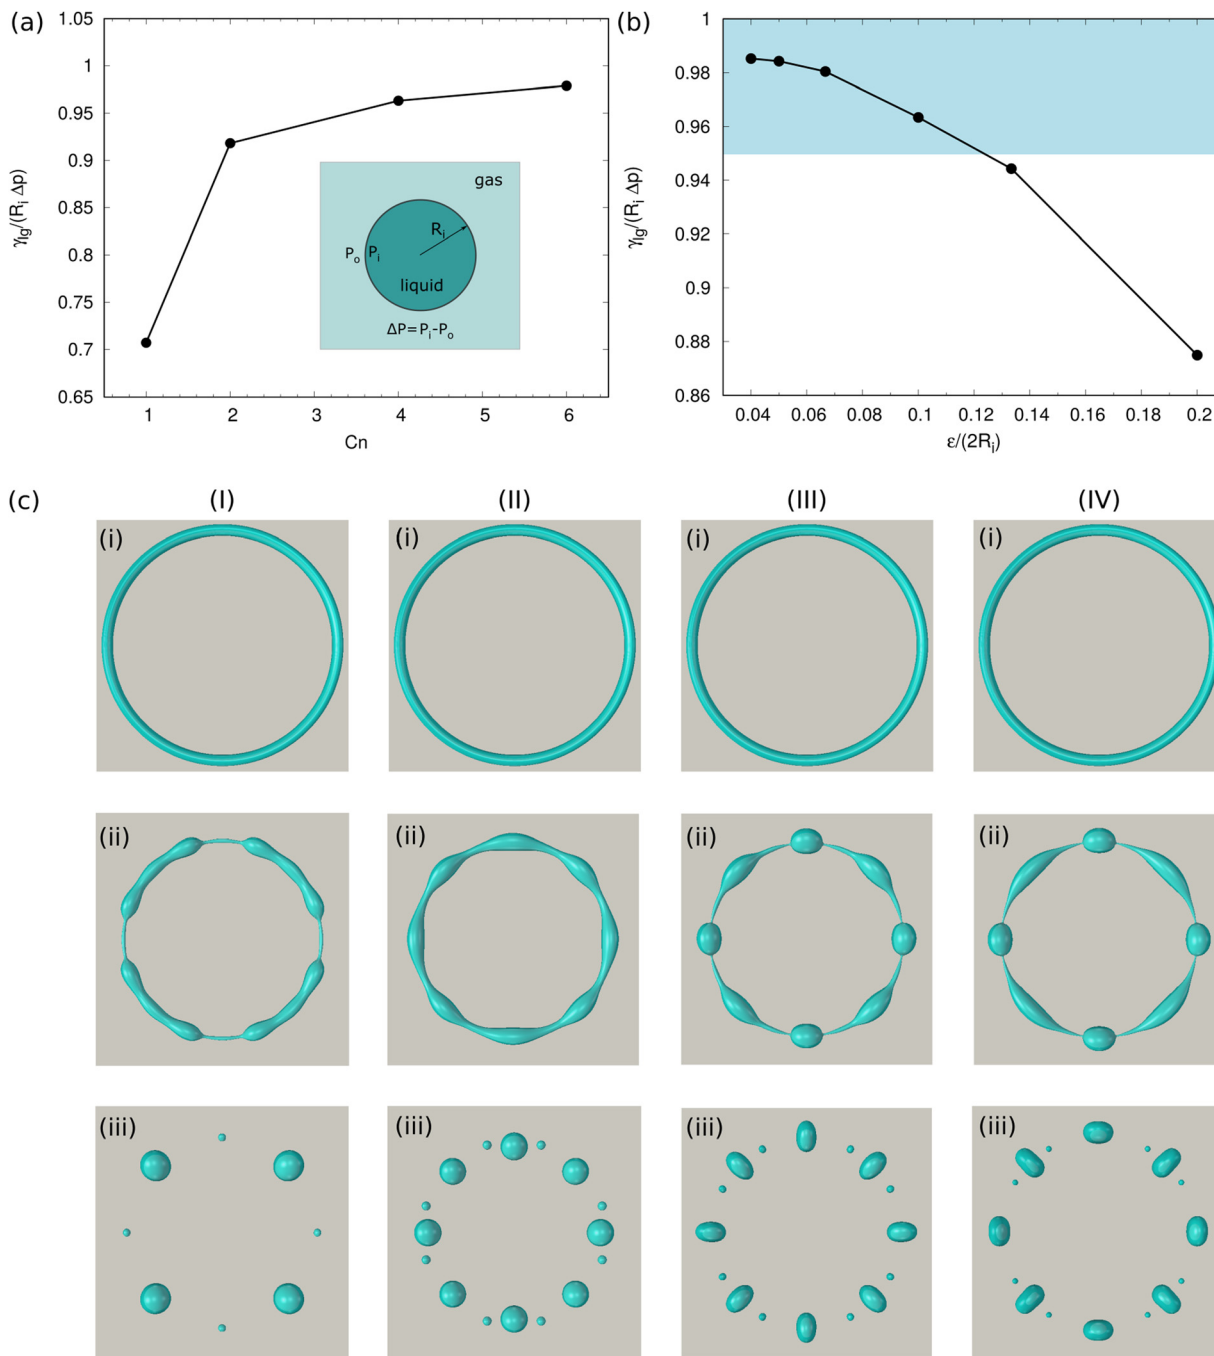 (a)
1.05
1
0.95
0.9
0.85
0.8
0.75
0.7
0.65
γlg/(Ri Δp)
1 2 3 4 5 6
Cn
gas
Ri
Po Pi
liquid
ΔP=Pi-Po
(b)
1
0.98
0.96
0.94
0.92
0.9
0.88
0.86
γlg/(Ri Δp)
0.04 0.06 0.08 0.1 0.12 0.14 0.16 0.18 0.2
ε/(2Ri)
(c)
(I) (II) (III) (IV)
(i) (i) (i) (i)
(ii) (ii) (ii) (ii)
(iii) (iii) (iii) (iii)